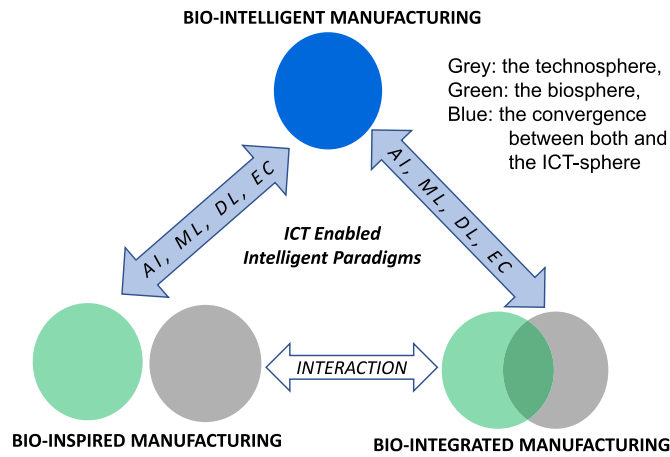 BIO-INTELLIGENT MANUFACTURING
Grey: the technosphere,
Green: the biosphere,
Blue: the convergence
between both and
the ICT-sphere
AI, ML, DL, EC
AI, ML, DL, EC
ICT Enabled
Intelligent Paradigms
INTERACTION
BIO-INSPIRED MANUFACTURING
BIO-INTEGRATED MANUFACTURING